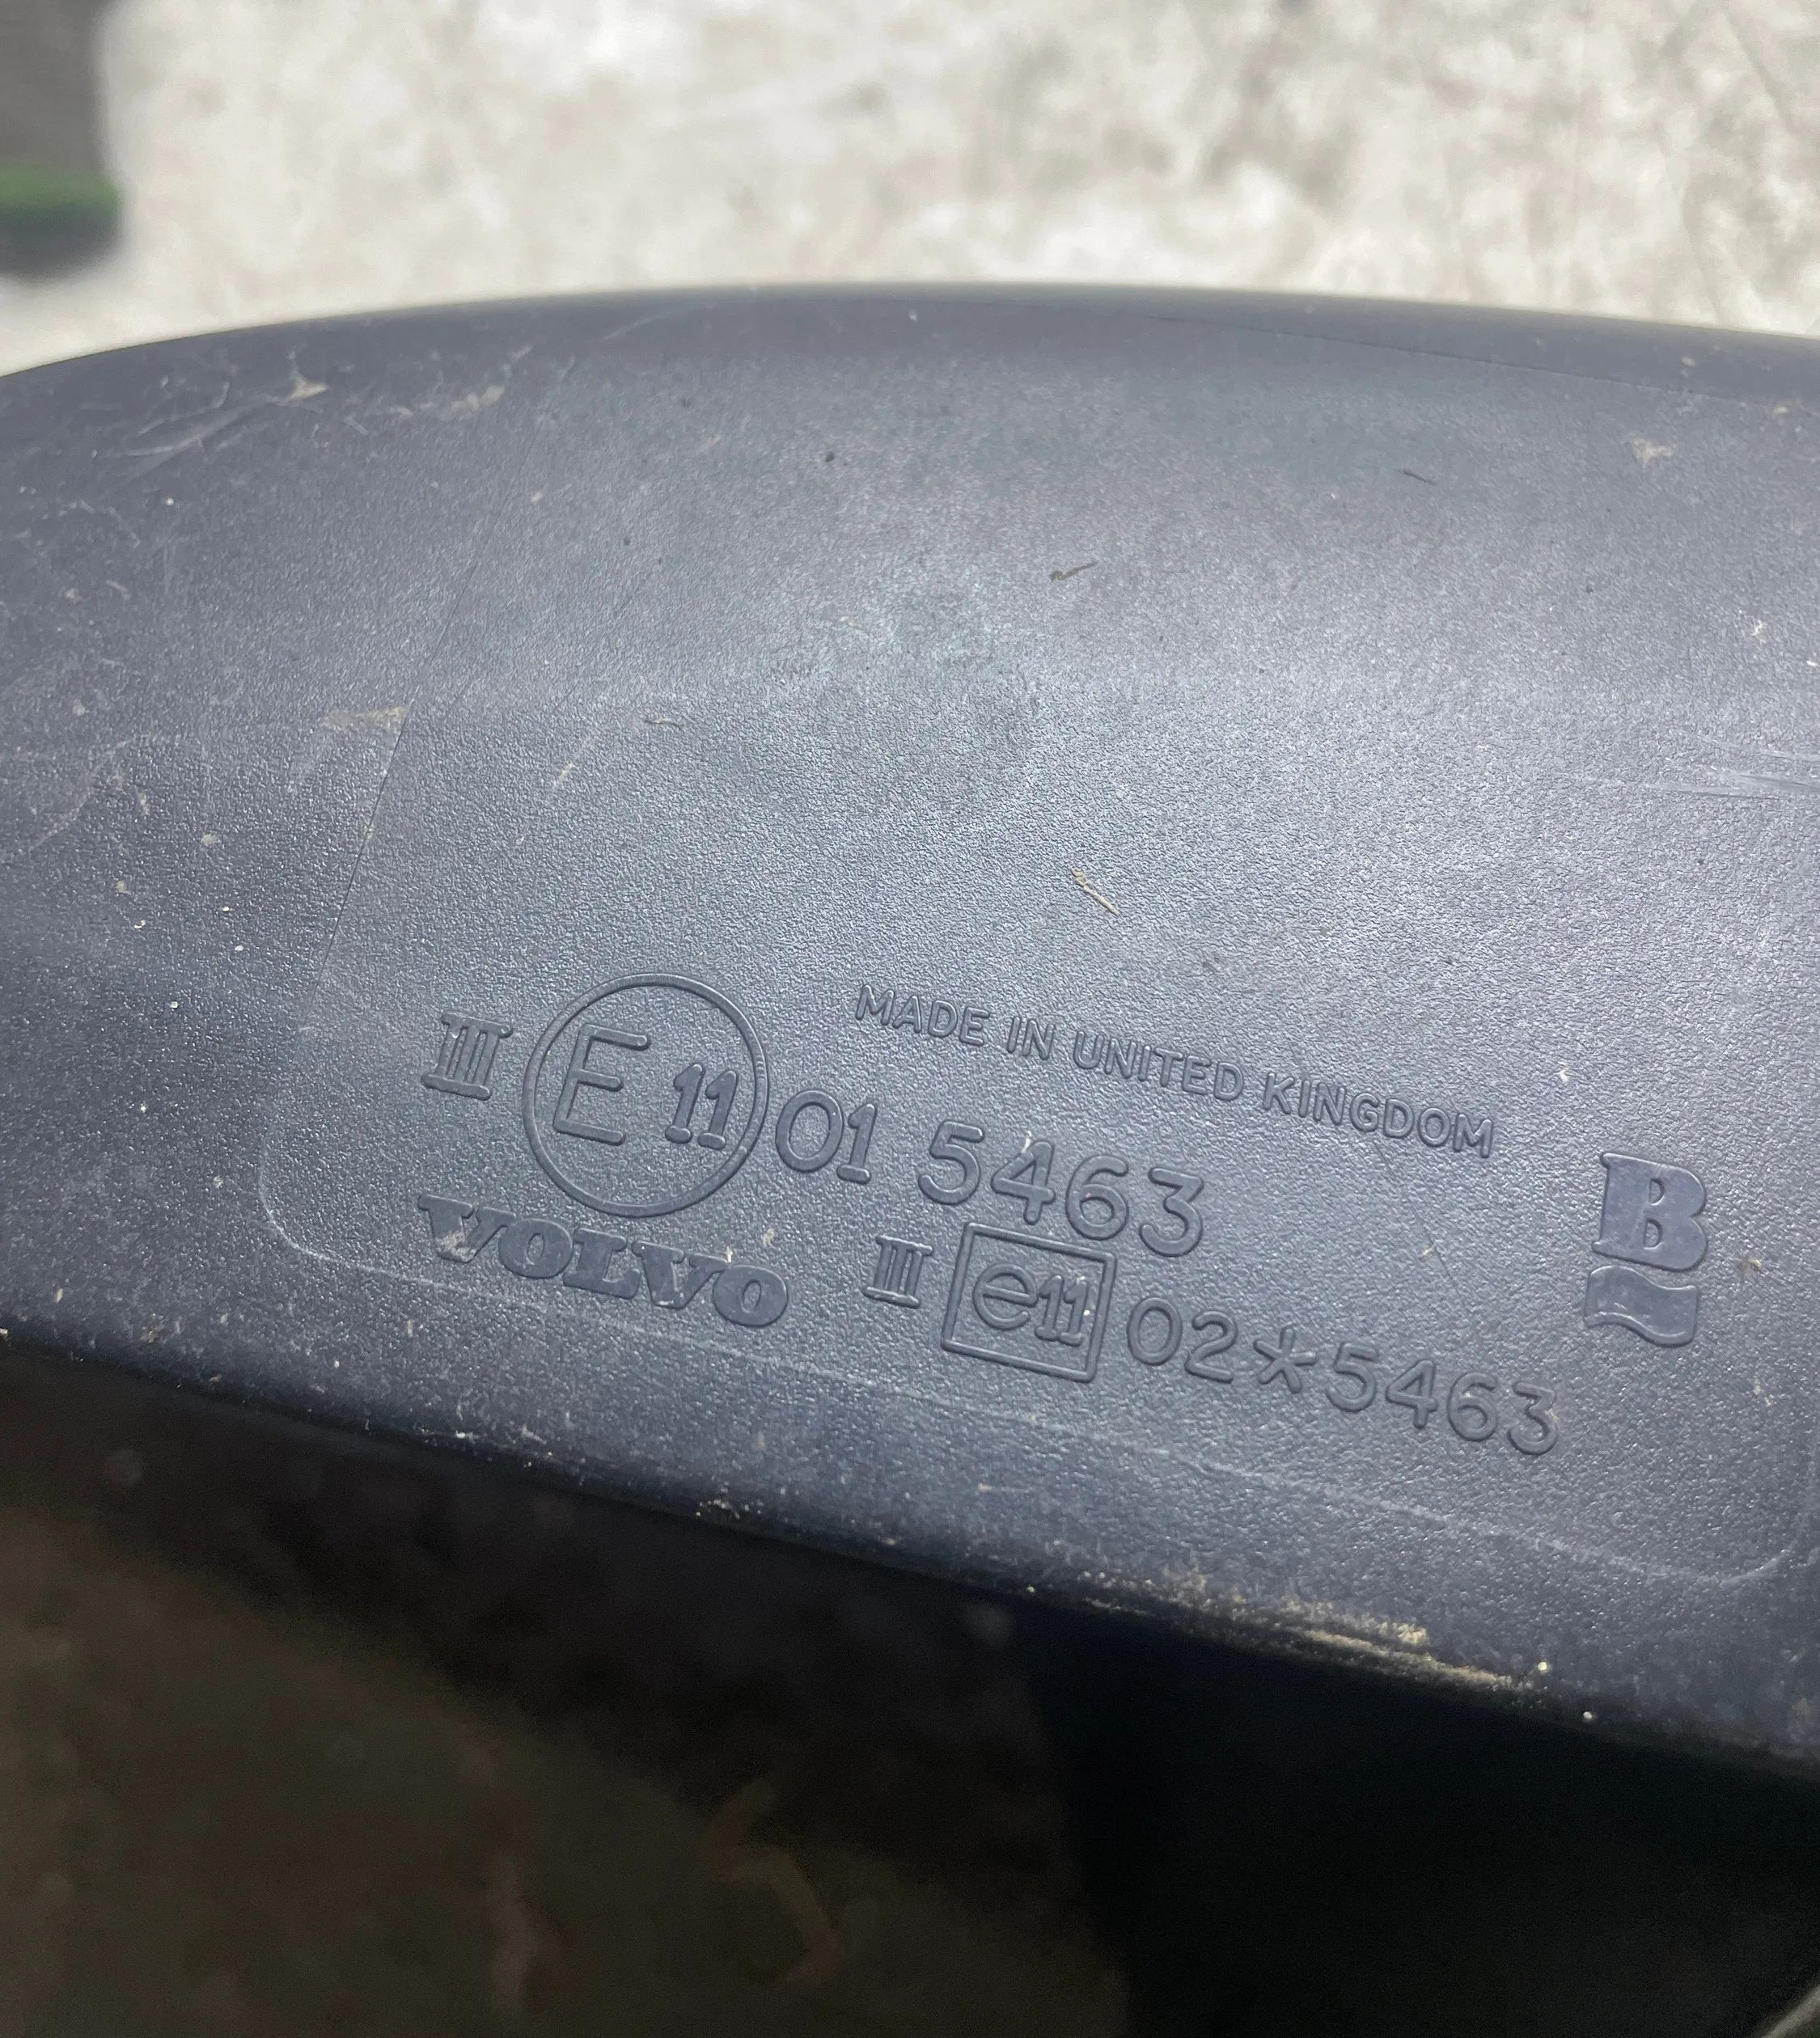 MADE IN UNITED KINGDOM
III E 11 01 5463
VOLVO
III e11 02*5463
B